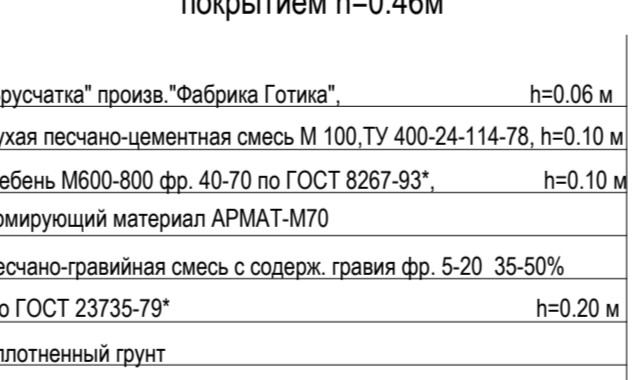 покрытием h=0.46м
русчатка" произв."Фабрика Готика", h=0.06 м
ухая песчано-цементная смесь М 100,ТУ 400-24-114-78, h=0.10 м
ебень М600-800 фр. 40-70 по ГОСТ 8267-93*, h=0.10 м
рмирующий материал АРМАТ-М70
есчано-гравийная смесь с содерж. гравия фр. 5-20 35-50%
о ГОСТ 23735-79* h=0.20 м
плотненный грунт